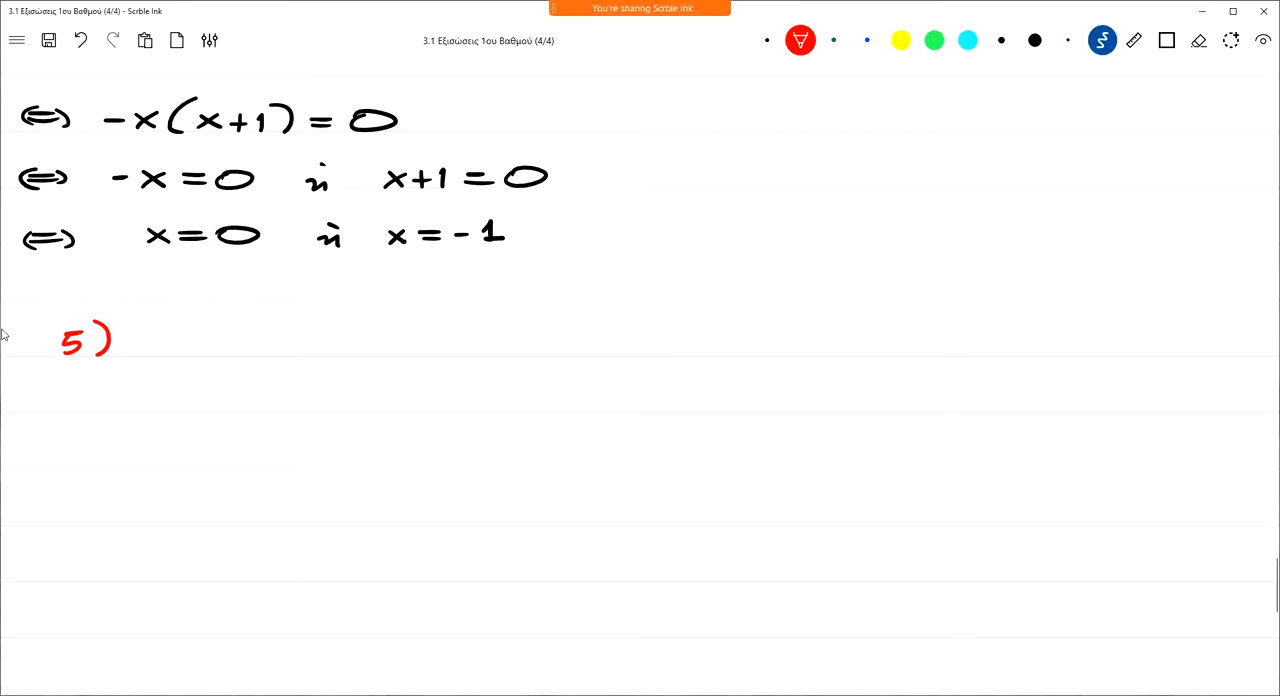 3.1 Εξισώσεις 1ου Βαθμού (4/4) - Scrble Ink
You're sharing Scrble Ink
3.1 Εξισώσεις 1ου Βαθμού (4/4)
⇔ -x(x+1) = 0
⇔ -x = 0 ή x+1 = 0
⇔ x = 0 ή x = -1
5)